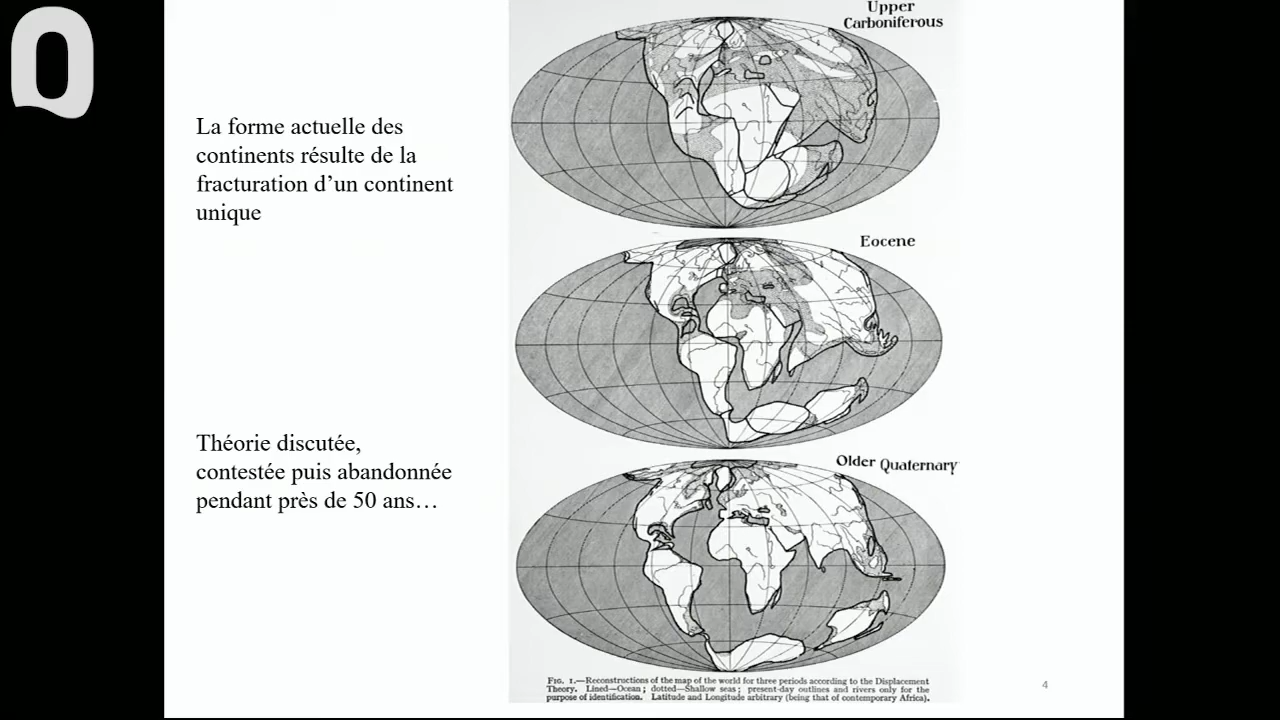 La forme actuelle des
continents résulte de la
fracturation d’un continent
unique
Théorie discutée,
contestée puis abandonnée
pendant près de 50 ans…
Upper
Carboniferous
Eocene
Older Quaternary
Fig. 1.—Reconstructions of the map of the world for three periods according to the Displacement
Theory. Lined—Ocean; dotted—Shallow seas; present-day outlines and rivers only for the
purpose of identification. Latitude and Longitude arbitrary (being that of contemporary Africa).
4